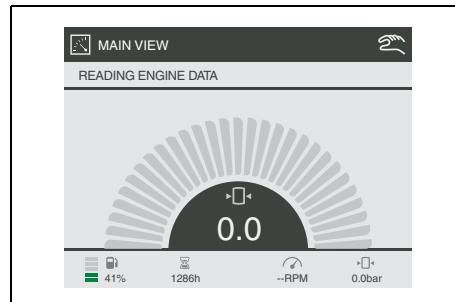 MAIN VIEW
READING ENGINE DATA
0.0
41% 1286h --RPM 0.0bar